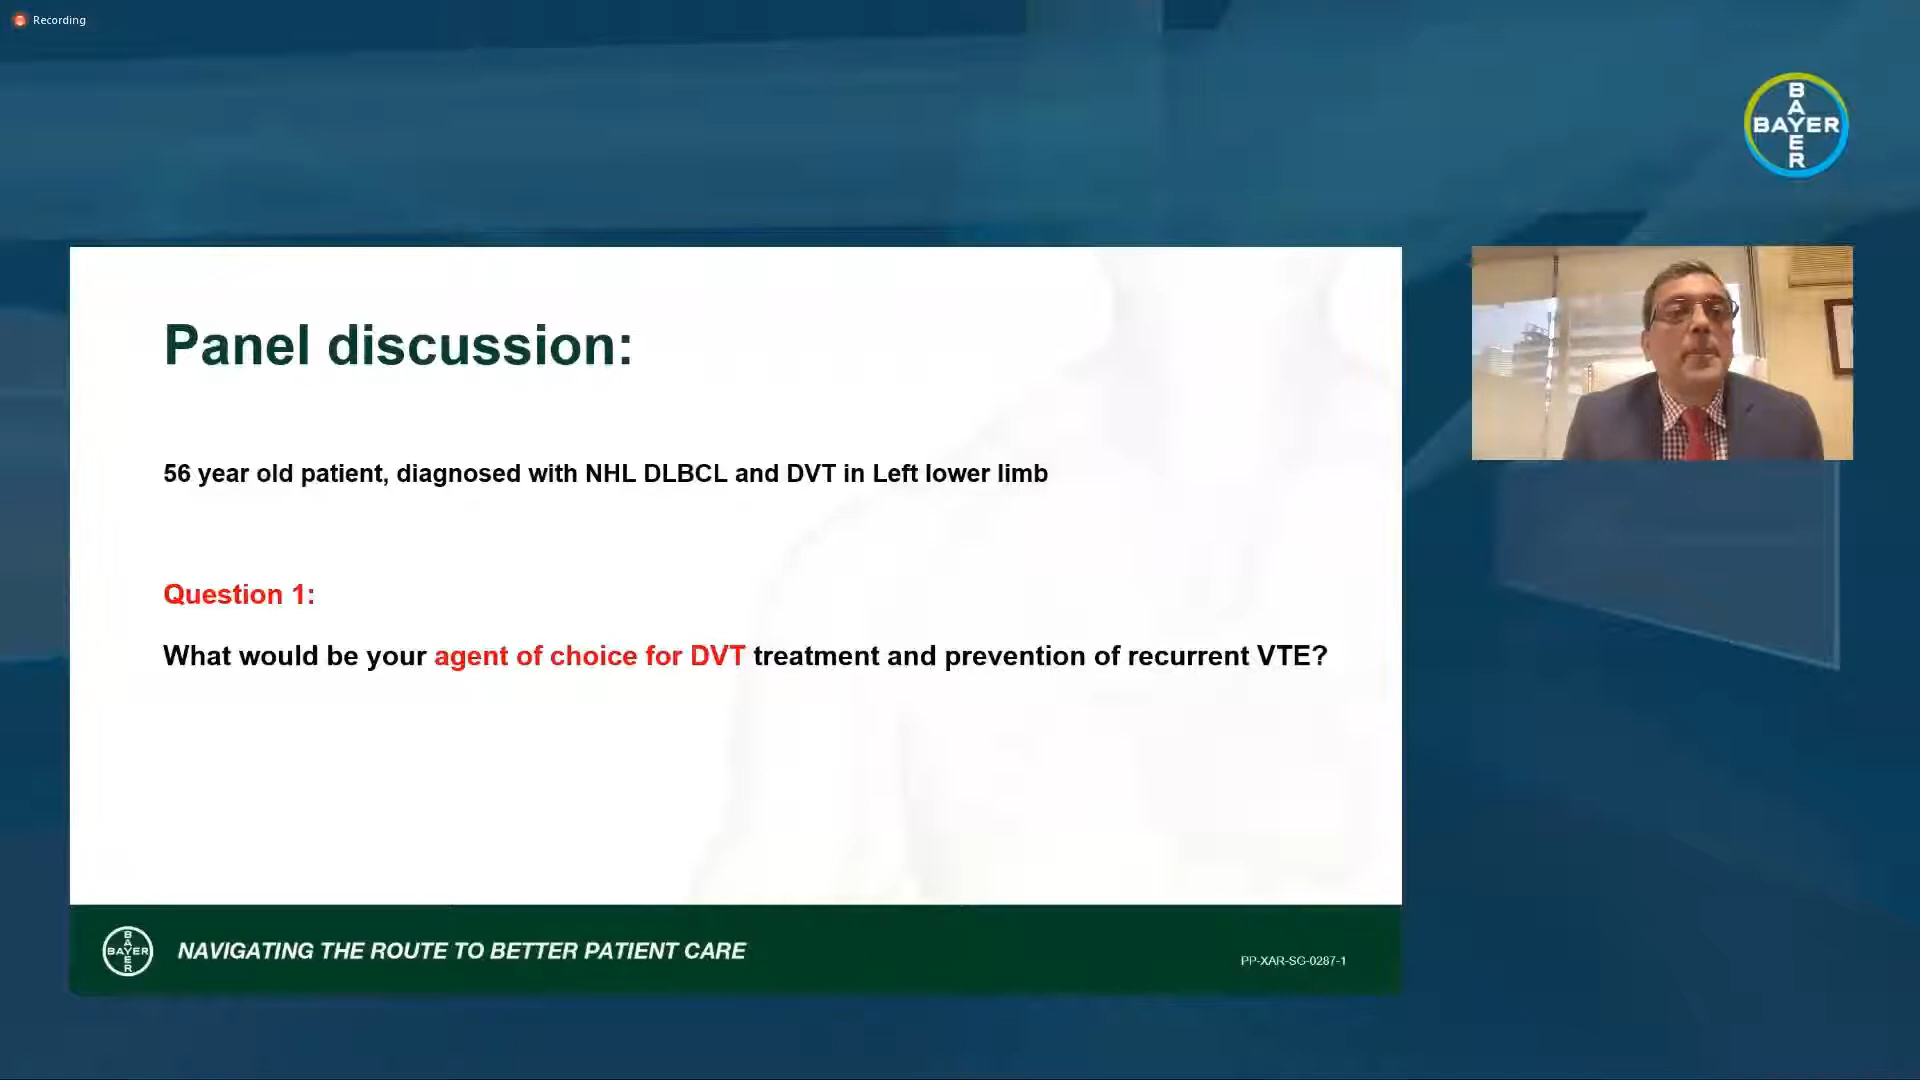 Recording
BAYER
BAYER
Panel discussion:
56 year old patient, diagnosed with NHL DLBCL and DVT in Left lower limb
Question 1:
What would be your agent of choice for DVT treatment and prevention of recurrent VTE?
BAYER
BAYER
NAVIGATING THE ROUTE TO BETTER PATIENT CARE
PP-XAR-SG-0287-1